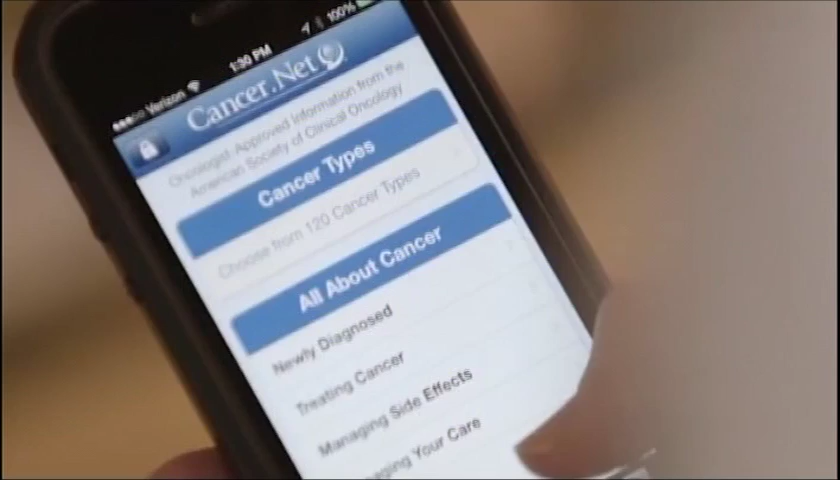 Verizon 1:30 PM 100%
Cancer.Net
Oncologist-Approved Information from the
American Society of Clinical Oncology
Cancer Types
Choose from 120 Cancer Types
All About Cancer
Newly Diagnosed
Treating Cancer
Managing Side Effects
aging Your Care